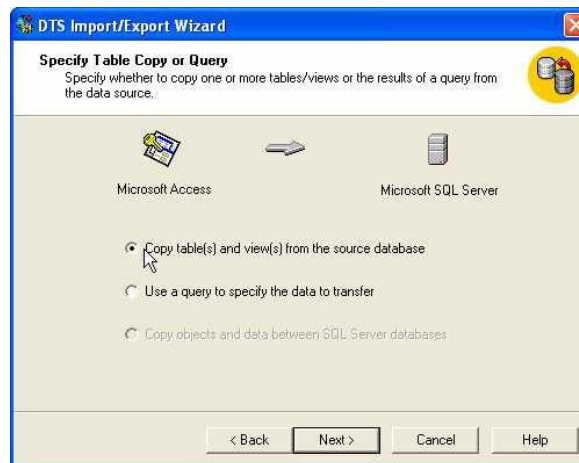 DTS Import/Export Wizard
Specify Table Copy or Query
Specify whether to copy one or more tables/views or the results of a query from
the data source.
Microsoft Access
Microsoft SQL Server
Copy table(s) and view(s) from the source database
Use a query to specify the data to transfer
Copy objects and data between SQL Server databases
< Back Next > Cancel Help